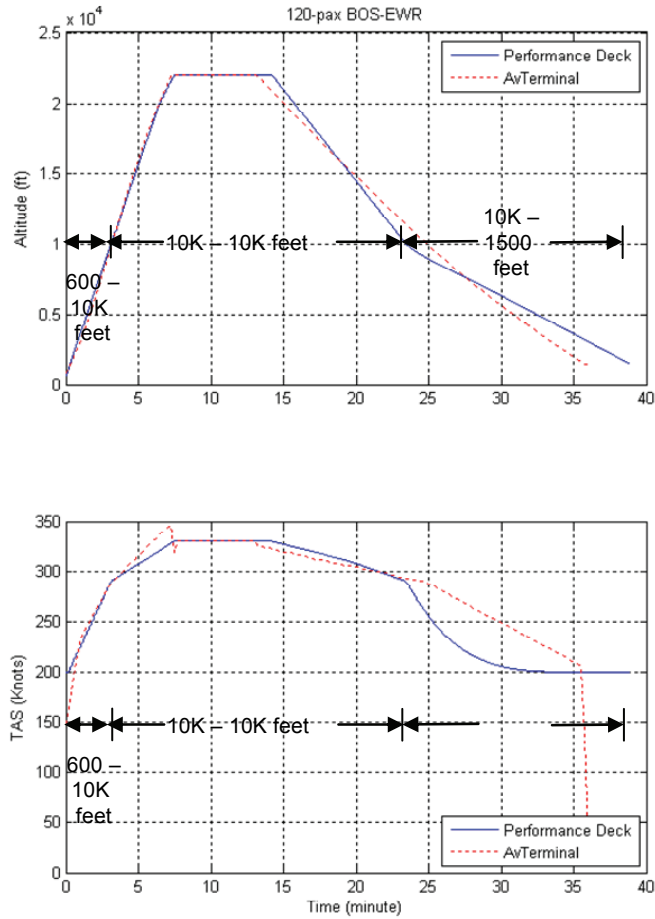 120-pax BOS-EWR
x 10⁴
2.5
2
1.5
1
0.5
0
Altitude (ft)
Performance Deck
AvTerminal
10K – 10K feet
10K –
1500
feet
600 –
10K
feet
0 5 10 15 20 25 30 35 40
350
300
250
200
150
100
50
0
TAS (Knots)
10K – 10K feet
600 –
10K
feet
Performance Deck
AvTerminal
0 5 10 15 20 25 30 35 40
Time (minute)